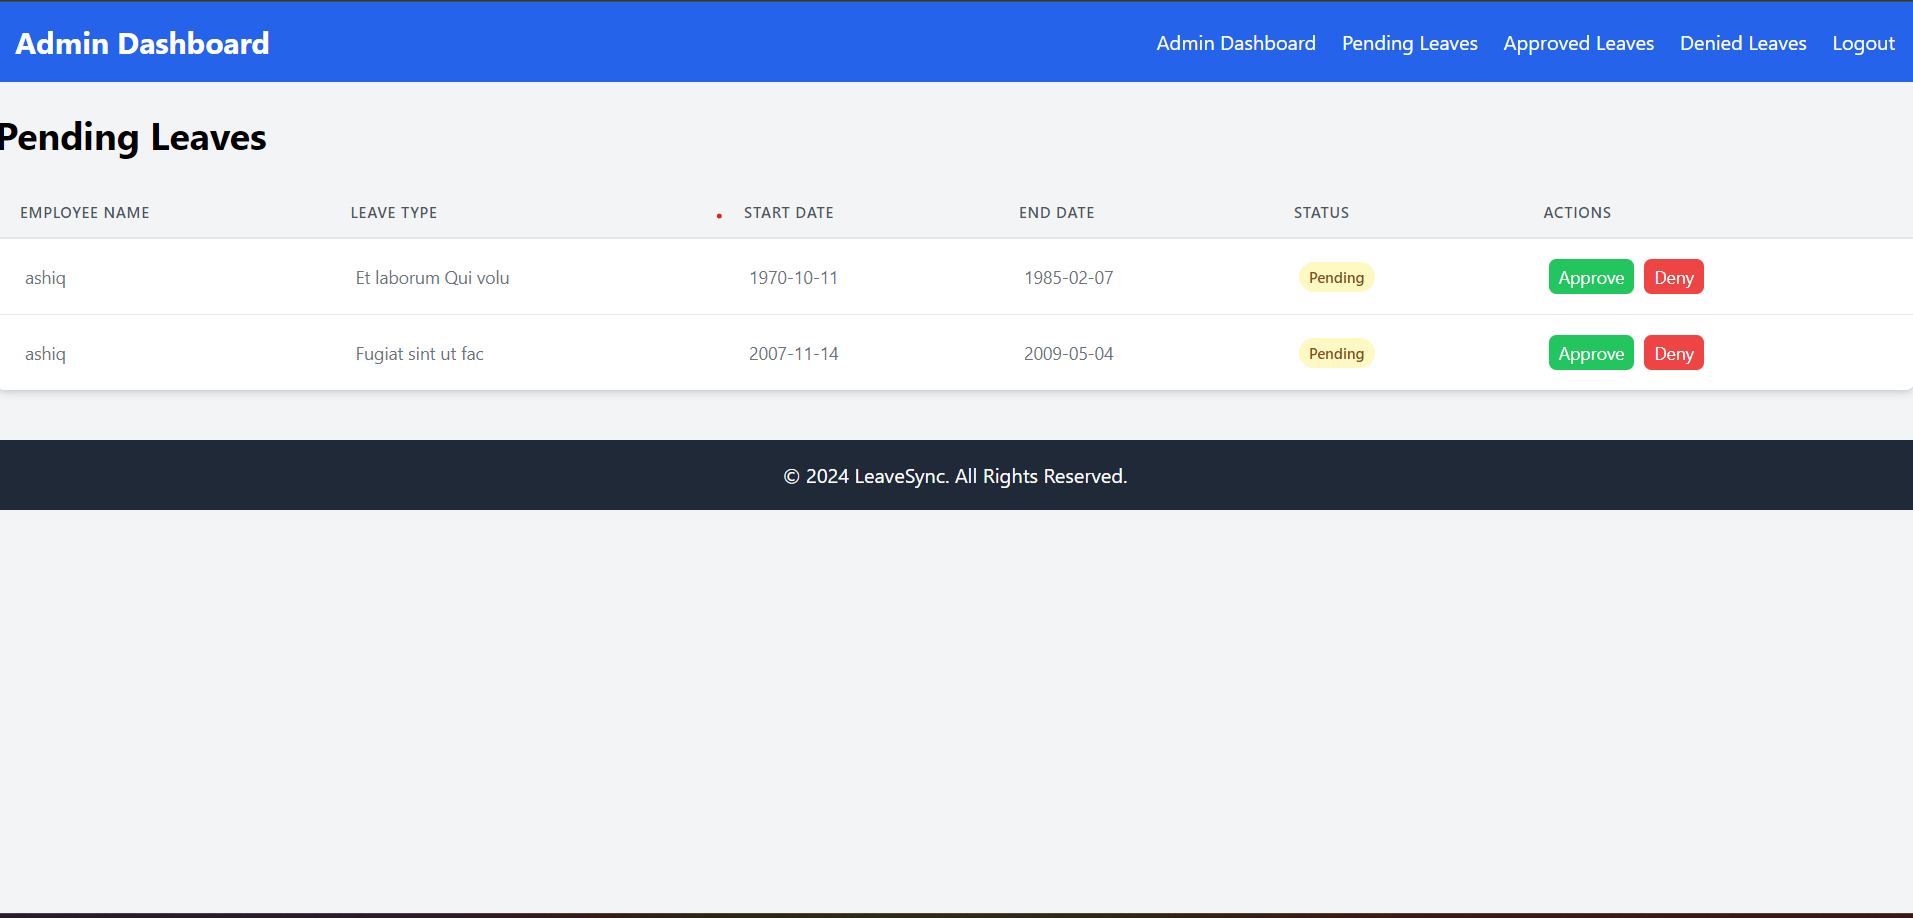 Admin Dashboard Admin Dashboard Pending Leaves Approved Leaves Denied Leaves Logout
Pending Leaves
EMPLOYEE NAME LEAVE TYPE START DATE END DATE STATUS ACTIONS
ashiq Et laborum Qui volu 1970-10-11 1985-02-07 Pending Approve Deny
ashiq Fugiat sint ut fac 2007-11-14 2009-05-04 Pending Approve Deny
© 2024 LeaveSync. All Rights Reserved.